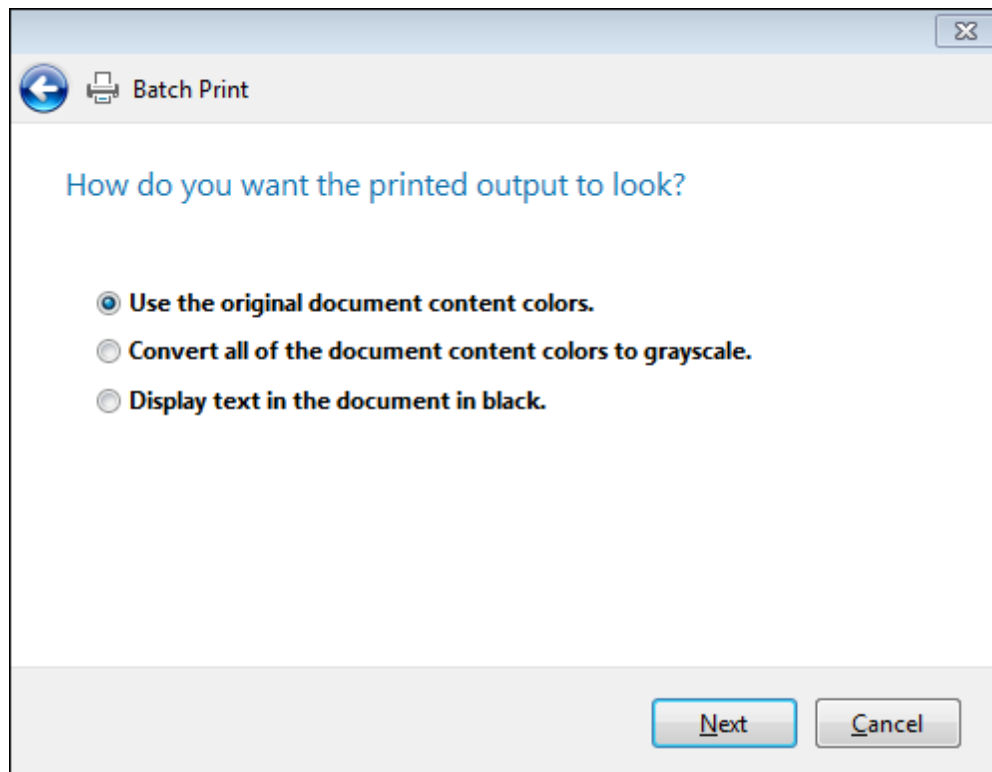 Batch Print
How do you want the printed output to look?
Use the original document content colors.
Convert all of the document content colors to grayscale.
Display text in the document in black.
Next Cancel